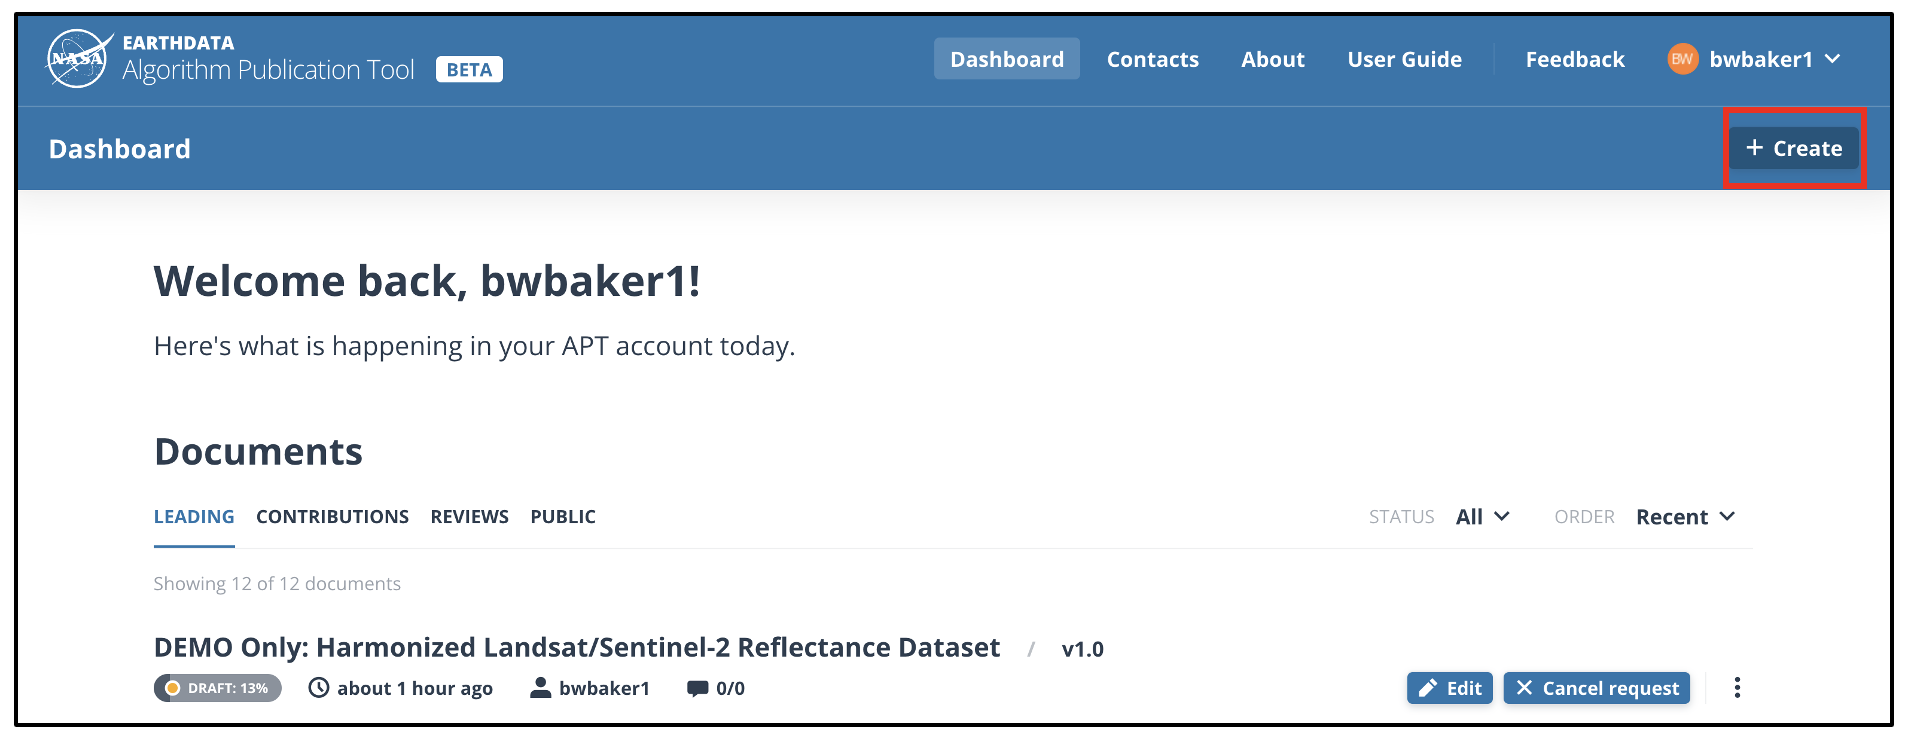 NASA
EARTHDATA
Algorithm Publication Tool BETA
Dashboard Contacts About User Guide Feedback BW bwbaker1
Dashboard
+ Create
Welcome back, bwbaker1!
Here's what is happening in your APT account today.
Documents
LEADING CONTRIBUTIONS REVIEWS PUBLIC STATUS All ORDER Recent
Showing 12 of 12 documents
DEMO Only: Harmonized Landsat/Sentinel-2 Reflectance Dataset / v1.0
DRAFT: 13% about 1 hour ago bwbaker1 0/0 Edit Cancel request